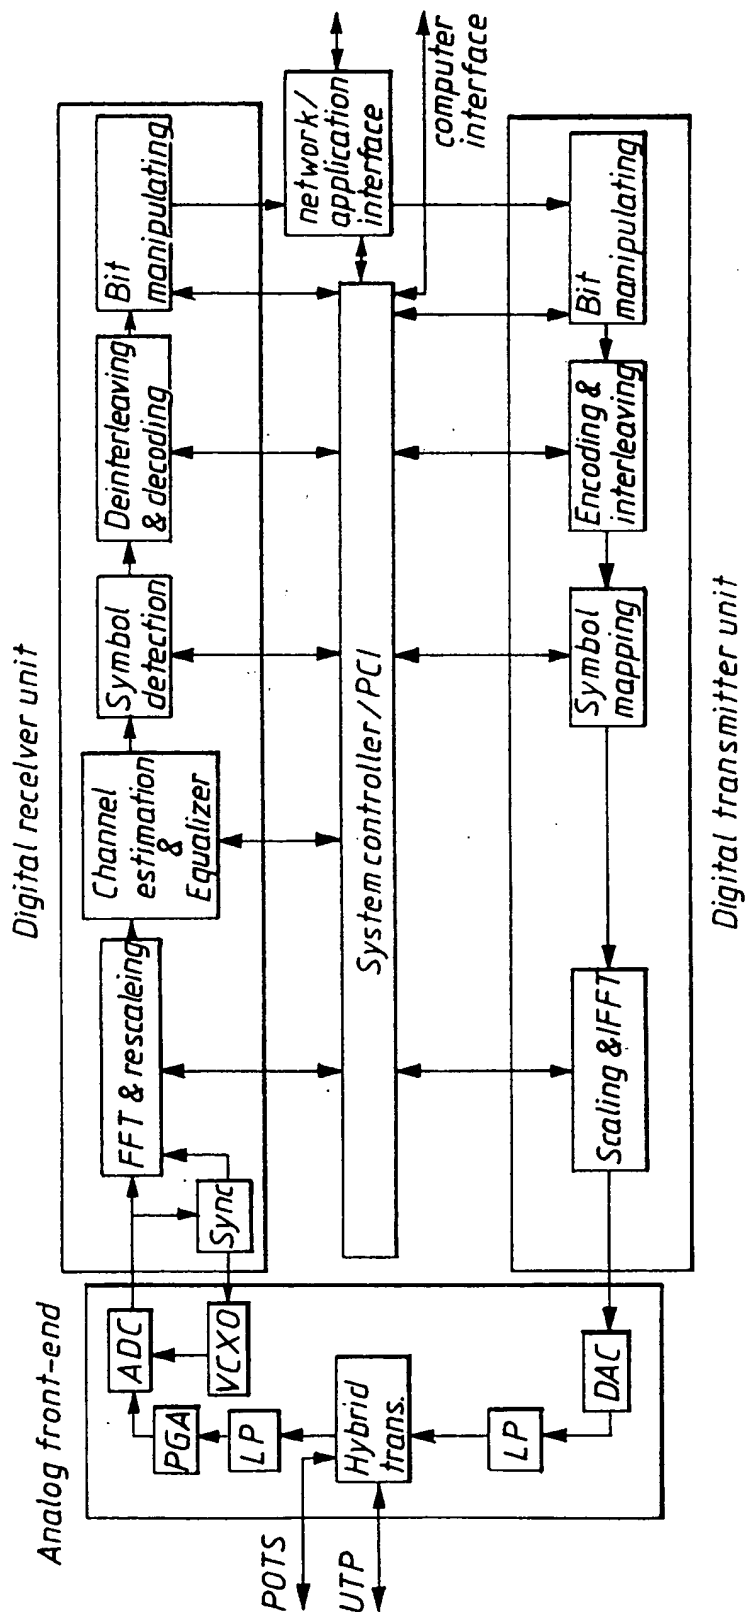 Analog front-end
Digital receiver unit
ADC
PGA
VCXO
LP
Hybrid
trans.
LP
DAC
POTS
UTP
Sync
FFT & rescaleing
Channel
estimation
&
Equalizer
Symbol
detection
Deinterleaving
& decoding
Bit
manipulating
network/
application
interface
computer
interface
System controller/PCI
Scaling &IFFT
Symbol
mapping
Encoding &
interleaving
Bit
manipulating
Digital transmitter unit